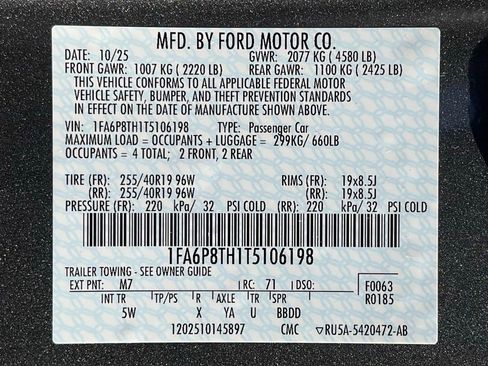 MFD. BY FORD MOTOR CO.
DATE: 10/25 GVWR: 2077 KG ( 4580 LB)
FRONT GAWR: 1007 KG ( 2220 LB) REAR GAWR: 1100 KG ( 2425 LB)
THIS VEHICLE CONFORMS TO ALL APPLICABLE FEDERAL MOTOR
VEHICLE SAFETY, BUMPER, AND THEFT PREVENTION STANDARDS
IN EFFECT ON THE DATE OF MANUFACTURE SHOWN ABOVE.
VIN: 1FA6P8TH1T5106198 TYPE: Passenger Car
MAXIMUM LOAD = OCCUPANTS + LUGGAGE = 299KG/ 660LB
OCCUPANTS = 4 TOTAL; 2 FRONT, 2 REAR
TIRE (FR): 255/40R19 96W RIMS (FR): 19x8.5J
(RR): 255/40R19 96W (RR): 19x8.5J
PRESSURE (FR): 220 kPa/ 32 PSI COLD (RR): 220 kPa/ 32 PSI COLD
1FA6P8TH1T5106198
TRAILER TOWING - SEE OWNER GUIDE
EXT PNT: M7 RC: 71 DSO: F0063
INT TR TP/PS R AXLE TR SPR R0185
5W X YA U BBDD
1202510145897 CMC ▽RU5A-5420472-AB